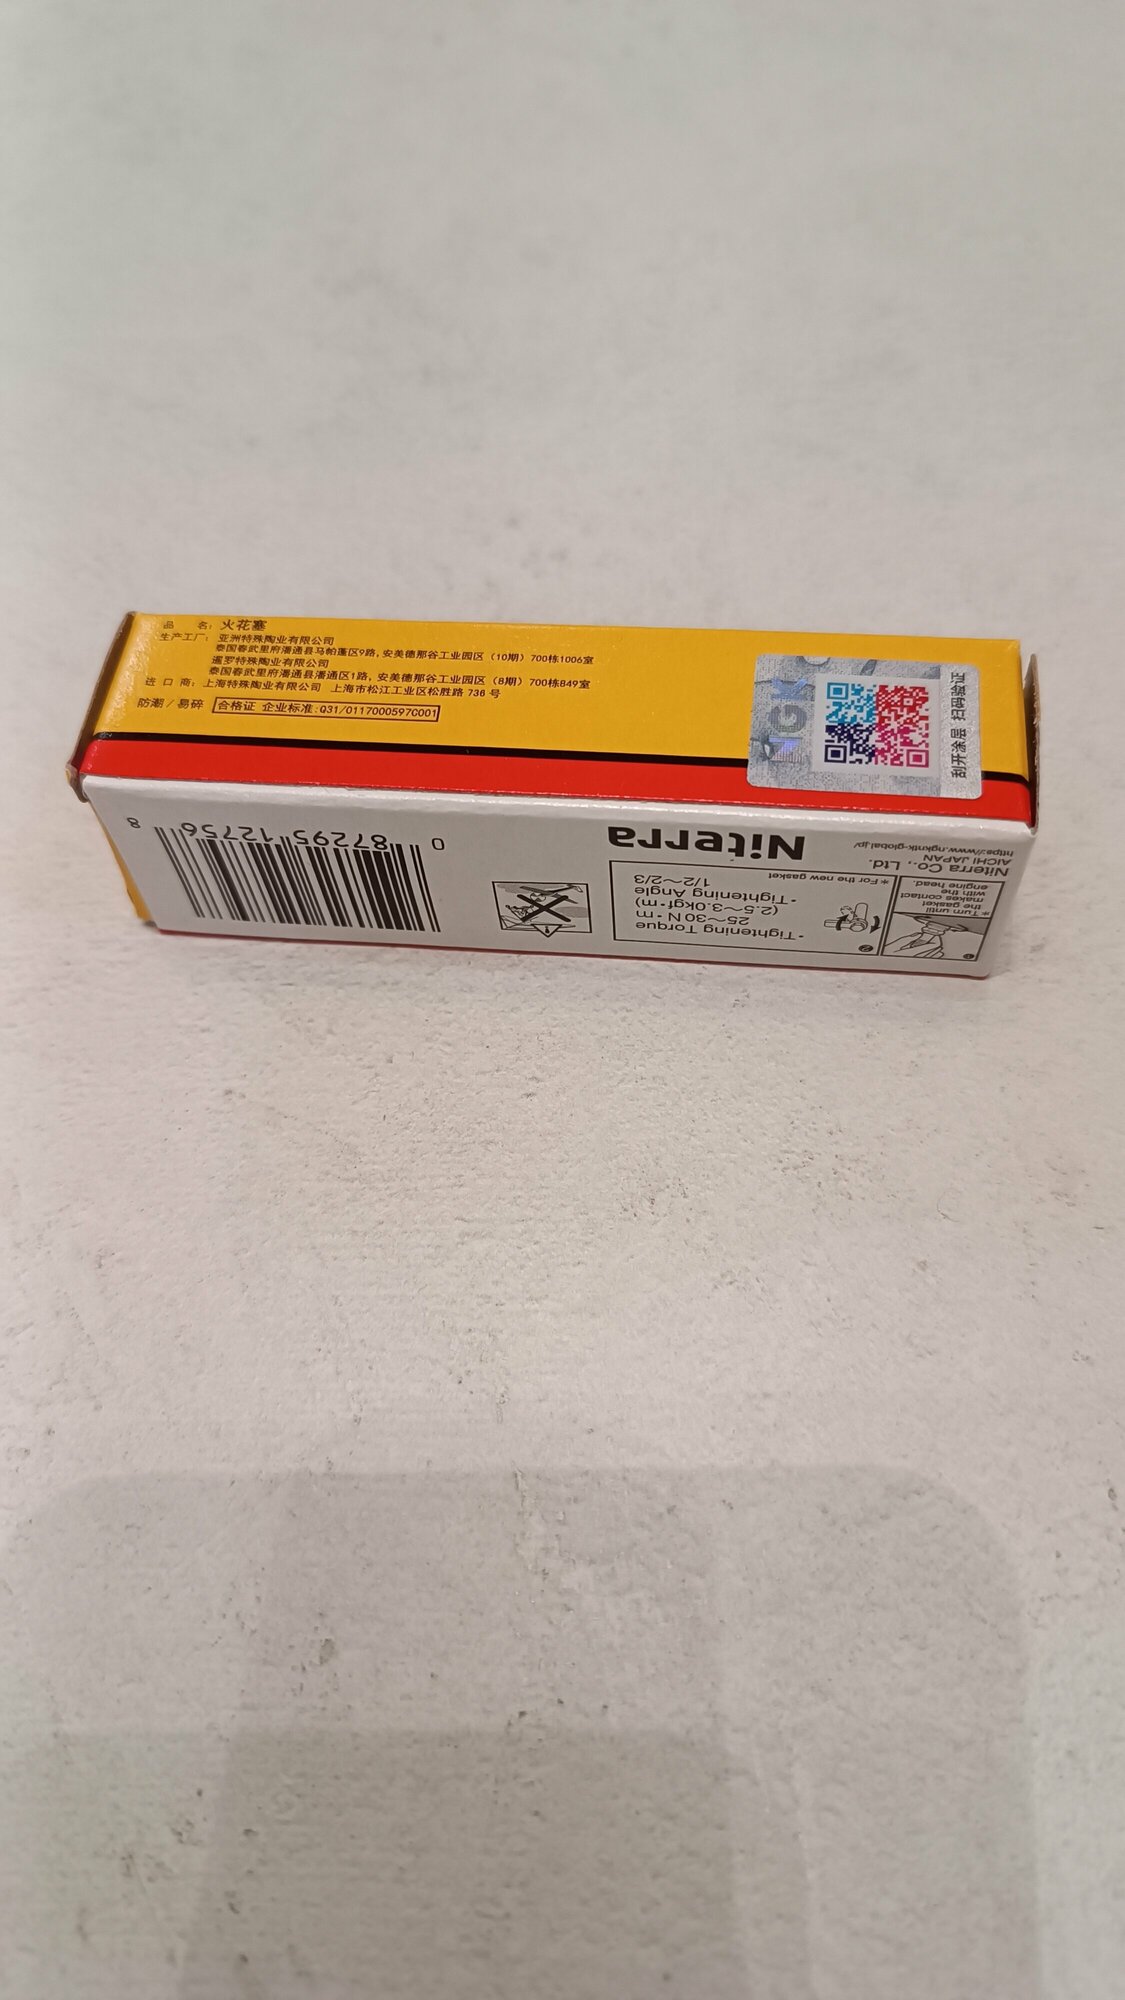 品 名: 火花塞
生产工厂: 亚洲特殊陶业有限公司
泰国春武里府潘通县马帕蓬区9路, 安美德那谷工业园区 (10期) 700栋1006室
暹罗特殊陶业有限公司
泰国春武里府潘通县潘通区1路, 安美德那谷工业园区 (8期) 700栋849室
进 口 商: 上海特殊陶业有限公司 上海市松江工业区松胜路 736 号
防潮 / 易碎 合格证 企业标准:Q31/0117000597C001
NGK
刮开涂层 扫码验证
❶
*Turn until
the gasket
makes contact
with the
engine head.
❷
・Tightening Torque
25~30N・m
(2.5~3.0kgf・m)
・Tightening Angle
1/2~2/3
*For the new gasket
Niterra Co., Ltd.
AICHI JAPAN
https://www.ngkntk-global.jp/
Niterra
0 87295 12756 8